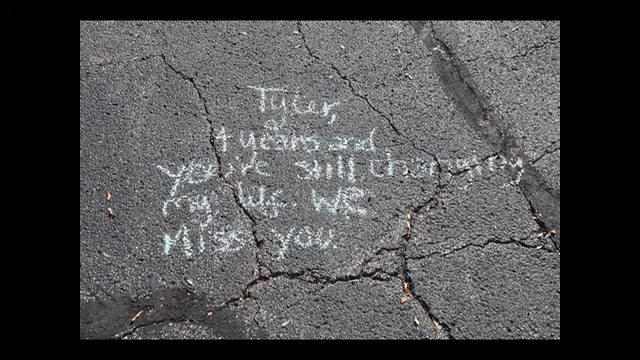 Tyler,
4 years and
you're still changing
my life. WE
Miss you.